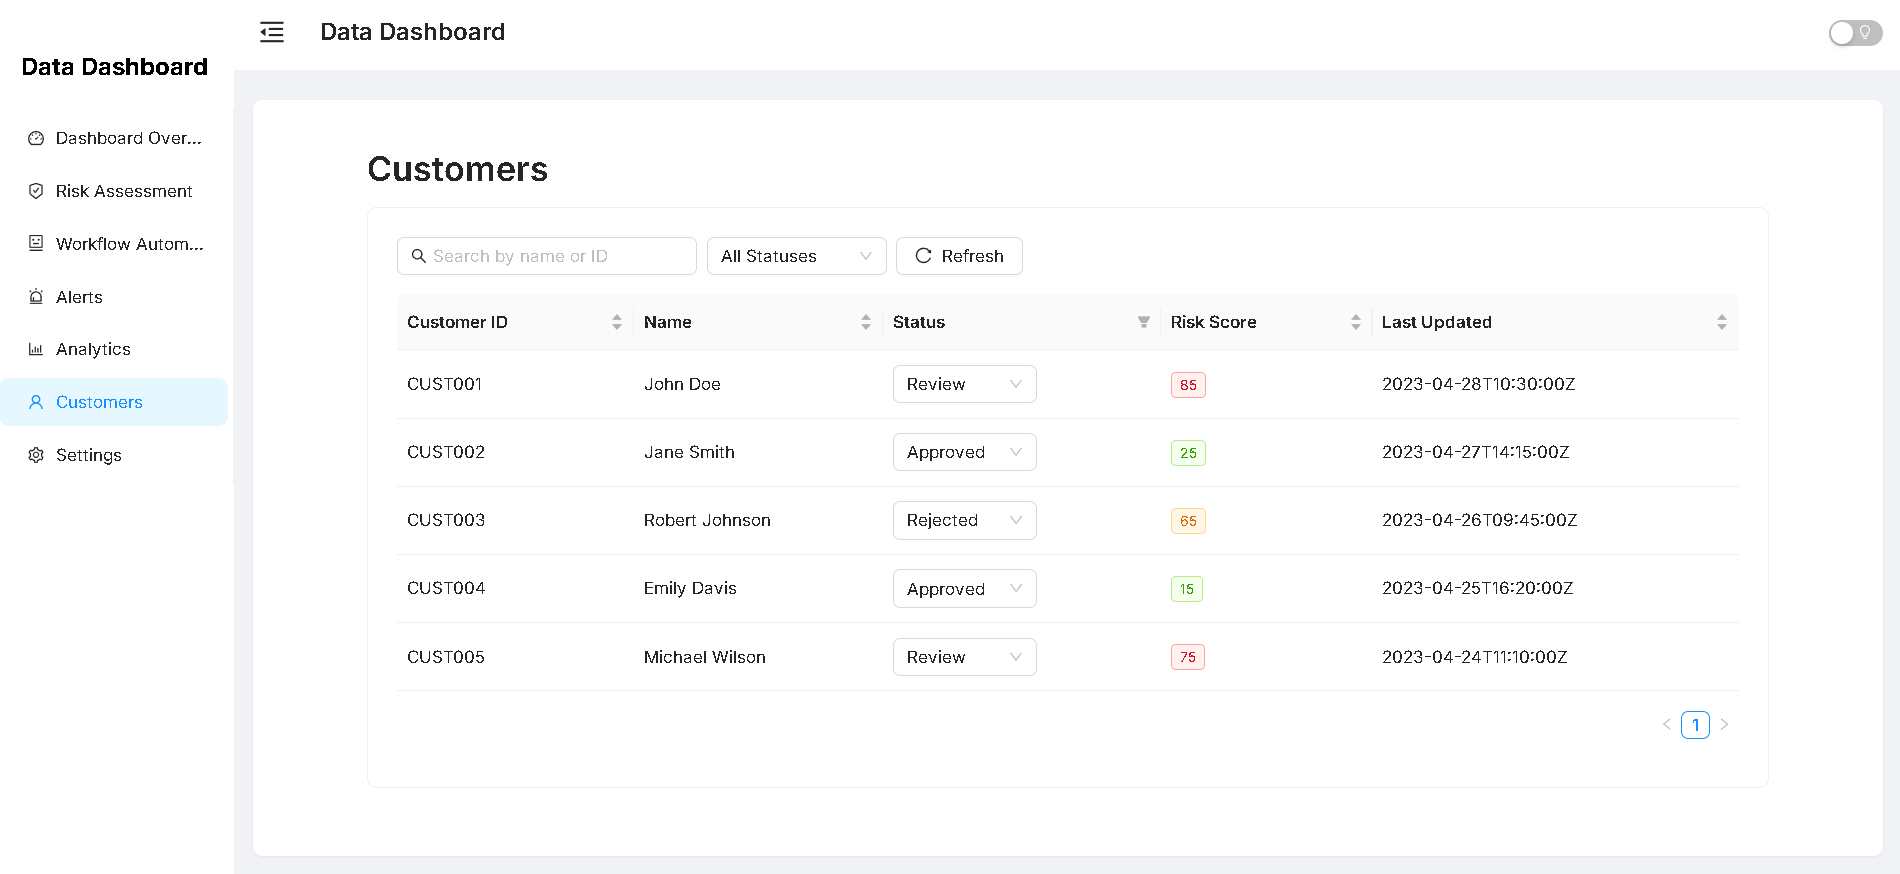 Data Dashboard
Dashboard Over...
Risk Assessment
Workflow Autom...
Alerts
Analytics
Customers
Settings
Data Dashboard
Customers
Search by name or ID All Statuses Refresh
Customer ID Name Status Risk Score Last Updated
CUST001 John Doe Review 85 2023-04-28T10:30:00Z
CUST002 Jane Smith Approved 25 2023-04-27T14:15:00Z
CUST003 Robert Johnson Rejected 65 2023-04-26T09:45:00Z
CUST004 Emily Davis Approved 15 2023-04-25T16:20:00Z
CUST005 Michael Wilson Review 75 2023-04-24T11:10:00Z
1